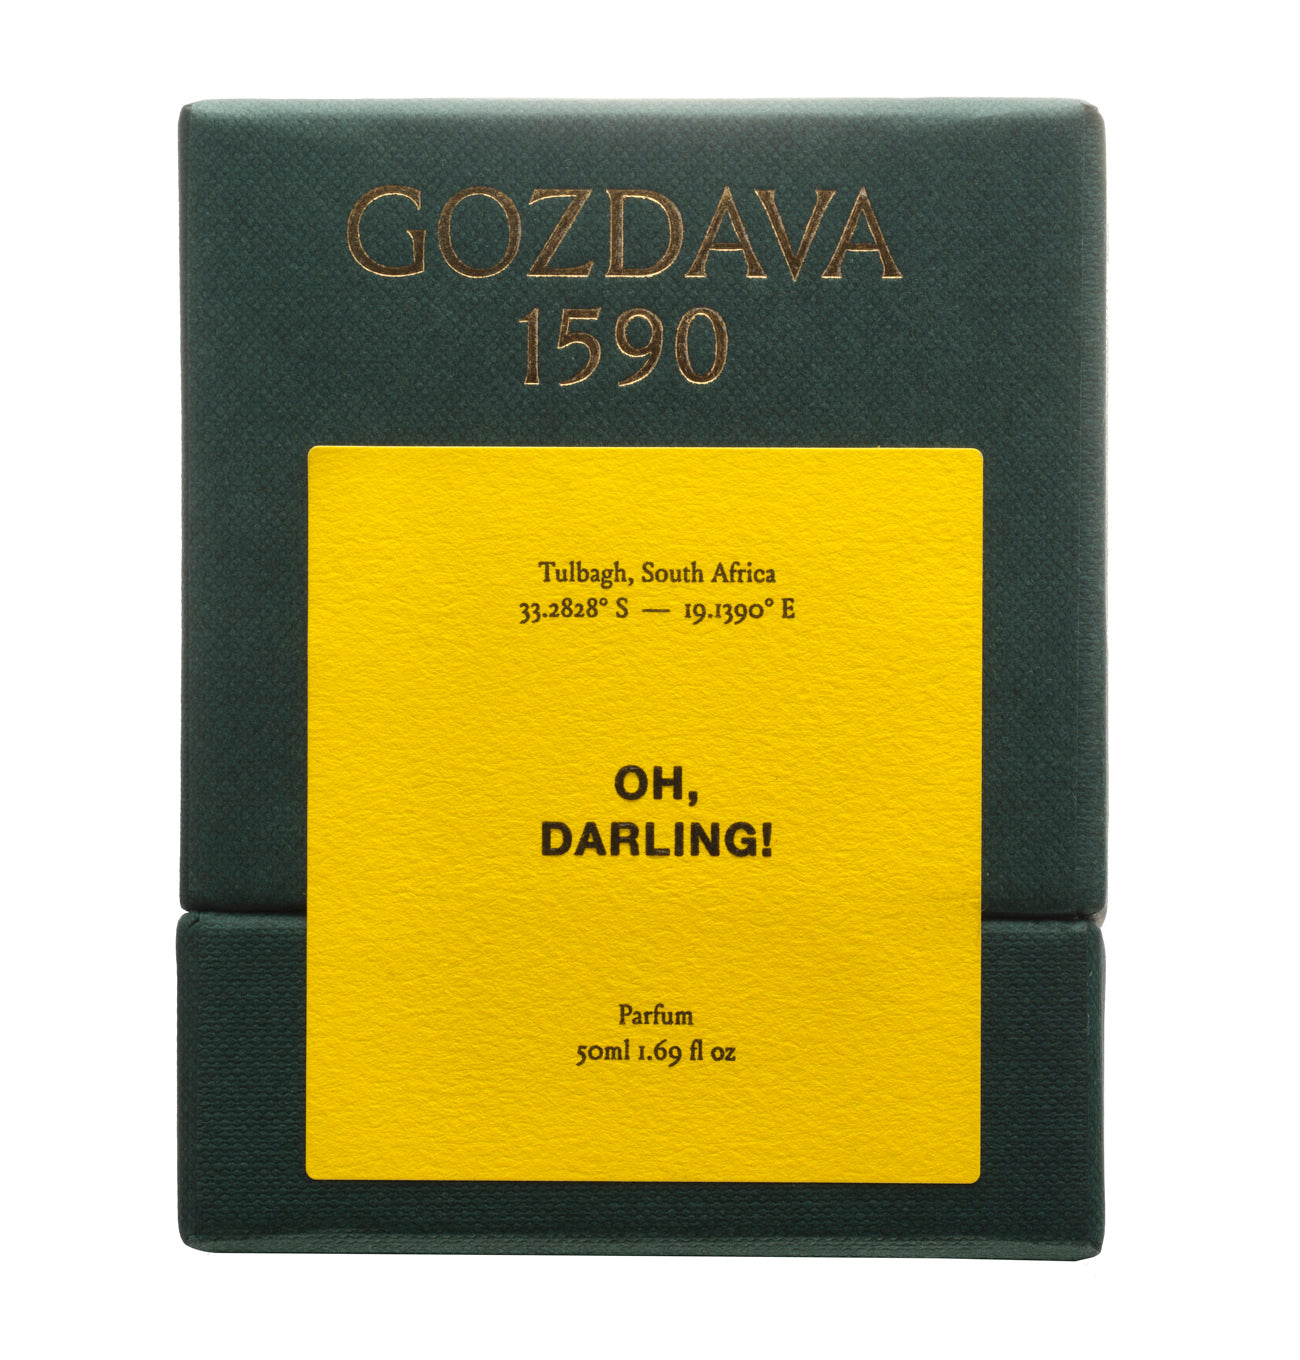 GOZDAVA
1590
Tulbagh, South Africa
33.2828° S — 19.1390° E
OH,
DARLING!
Parfum
50ml 1.69 fl oz